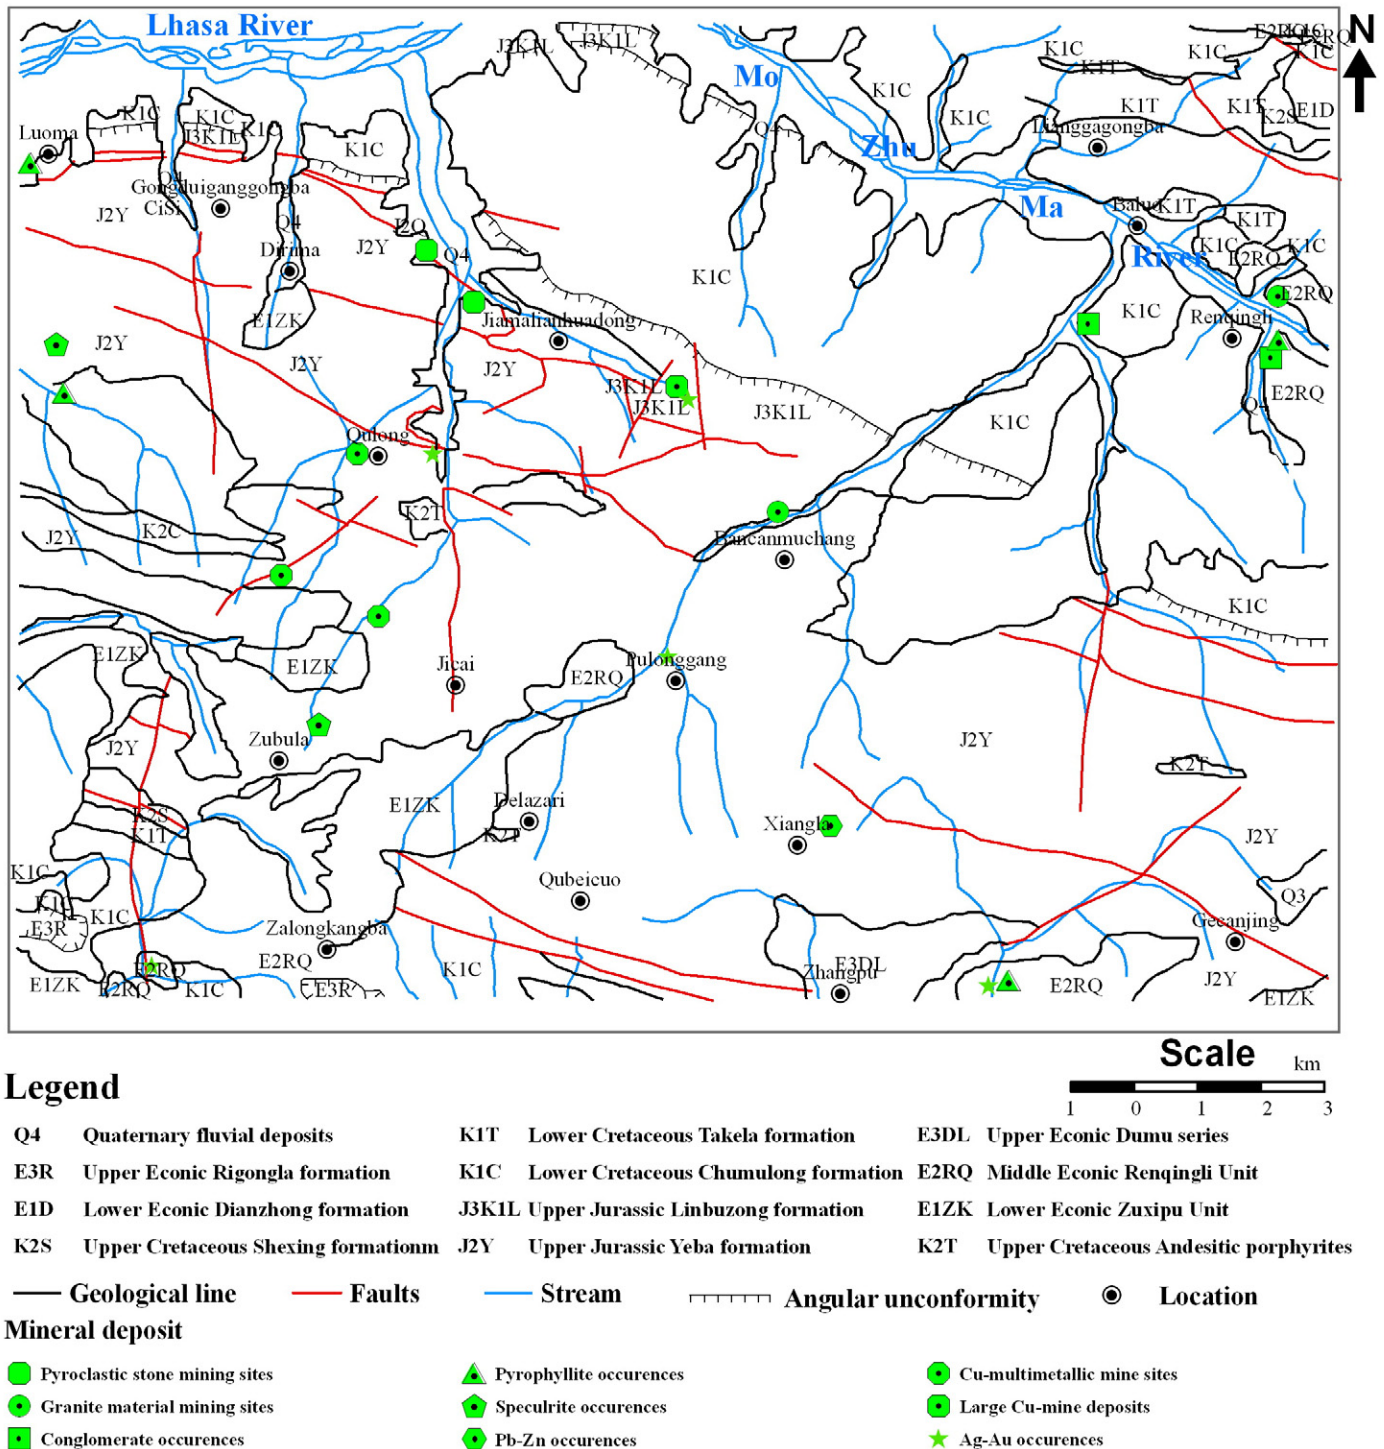 Lhasa River
N
J3K1L
J3K1L
K1C
K1C
E2RQ
K1C
E2RQ
K1C
Mo
K1T
K1C
K1C
K1C
J3K1L
K1C
K1C
K1C
K1T
K1T
K2S
E1D
Luoma
Q4
Lianggagongba
Zhu
K1C
Q4
Gongduiganggongba
CiSi
J2Y
Q4
J2Q
J2Y
Q4
Dirima
Ma
Baluo
K1T
K1T
K1C
K1C
River
E2RQ
K1C
E2RQ
K1C
E1ZK
Jiamalianhuadong
Renqingli
J2Y
J2Y
J2Y
J3K1L
J3K1L
J3K1L
E2RQ
Q4
K1C
Qulong
K2T
K2C
J2Y
Bancanmuchang
K1C
E1ZK
E1ZK
Jicai
E2RQ
Pulonggang
J2Y
Zubula
J2Y
K2T
E1ZK
Delazari
K2S
K1T
K2T
Xiangla
J2Y
K1C
Qubeicuo
K1C
K1C
E3R
Q3
Zalongkangba
Gecanjing
E2RQ
E2RQ
K1C
E3DL
Zhangpu
J2Y
E1ZK
E2RQ
K1C
E3R
E2RQ
E1ZK
Scale
km
1 0 1 2 3
Legend
Q4 Quaternary fluvial deposits
K1T Lower Cretaceous Takela formation
E3DL Upper Econic Dumu series
E3R Upper Econic Rigongla formation
K1C Lower Cretaceous Chumulong formation
E2RQ Middle Econic Renqingli Unit
E1D Lower Econic Dianzhong formation
J3K1L Upper Jurassic Linbuzong formation
E1ZK Lower Econic Zuxipu Unit
K2S Upper Cretaceous Shexing formationm
J2Y Upper Jurassic Yeba formation
K2T Upper Cretaceous Andesitic porphyrites
Geological line
Faults
Stream
Angular unconformity
Location
Mineral deposit
Pyroclastic stone mining sites
Pyrophyllite occurences
Cu-multimetallic mine sites
Granite material mining sites
Speculrite occurences
Large Cu-mine deposits
Conglomerate occurences
Pb-Zn occurences
Ag-Au occurences